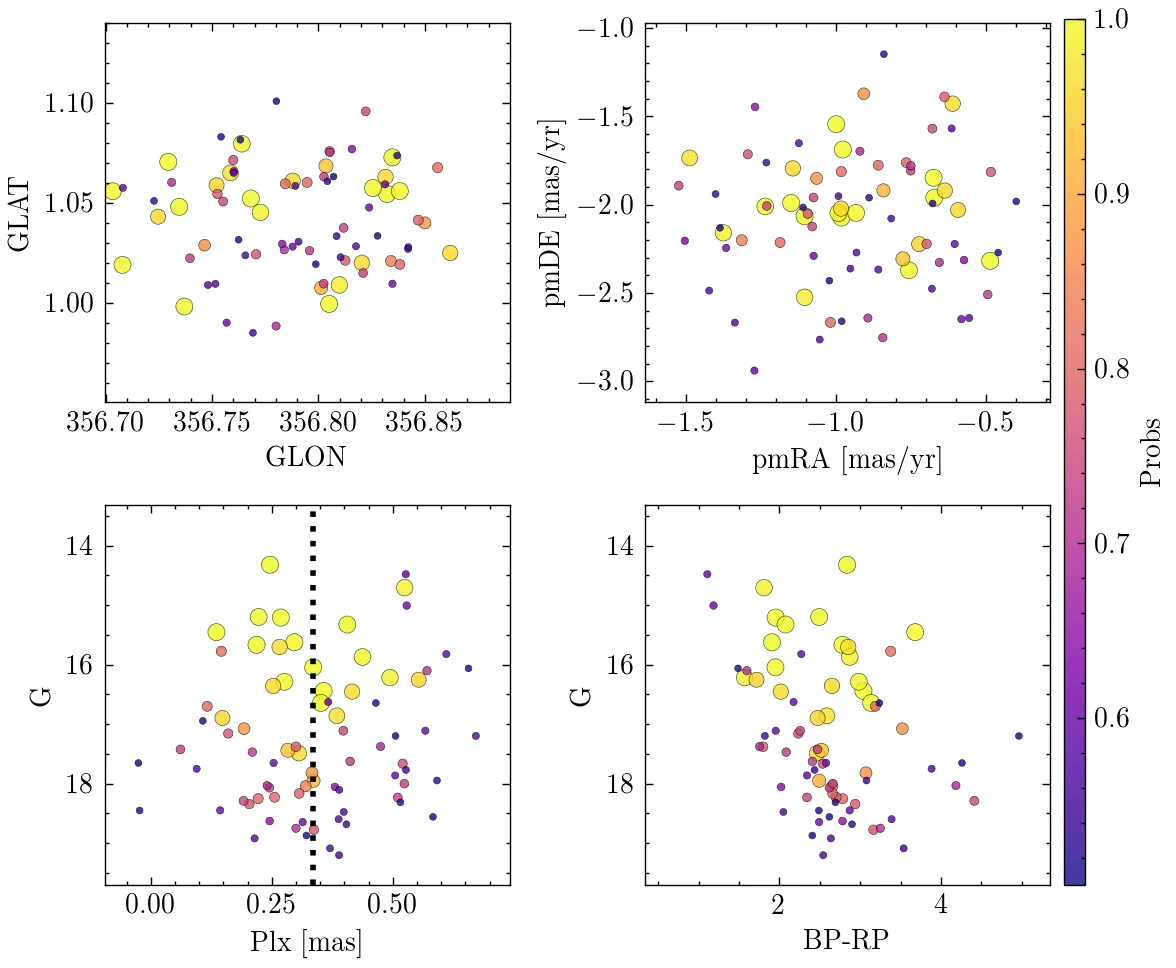 1.10
1.05
1.00
GLAT
356.70 356.75 356.80 356.85
GLON
−1.0
−1.5
−2.0
−2.5
−3.0
pmDE [mas/yr]
−1.5 −1.0 −0.5
pmRA [mas/yr]
1.0
0.9
0.8
0.7
0.6
Probs
14
16
18
G
0.00 0.25 0.50
Plx [mas]
14
16
18
G
2 4
BP-RP